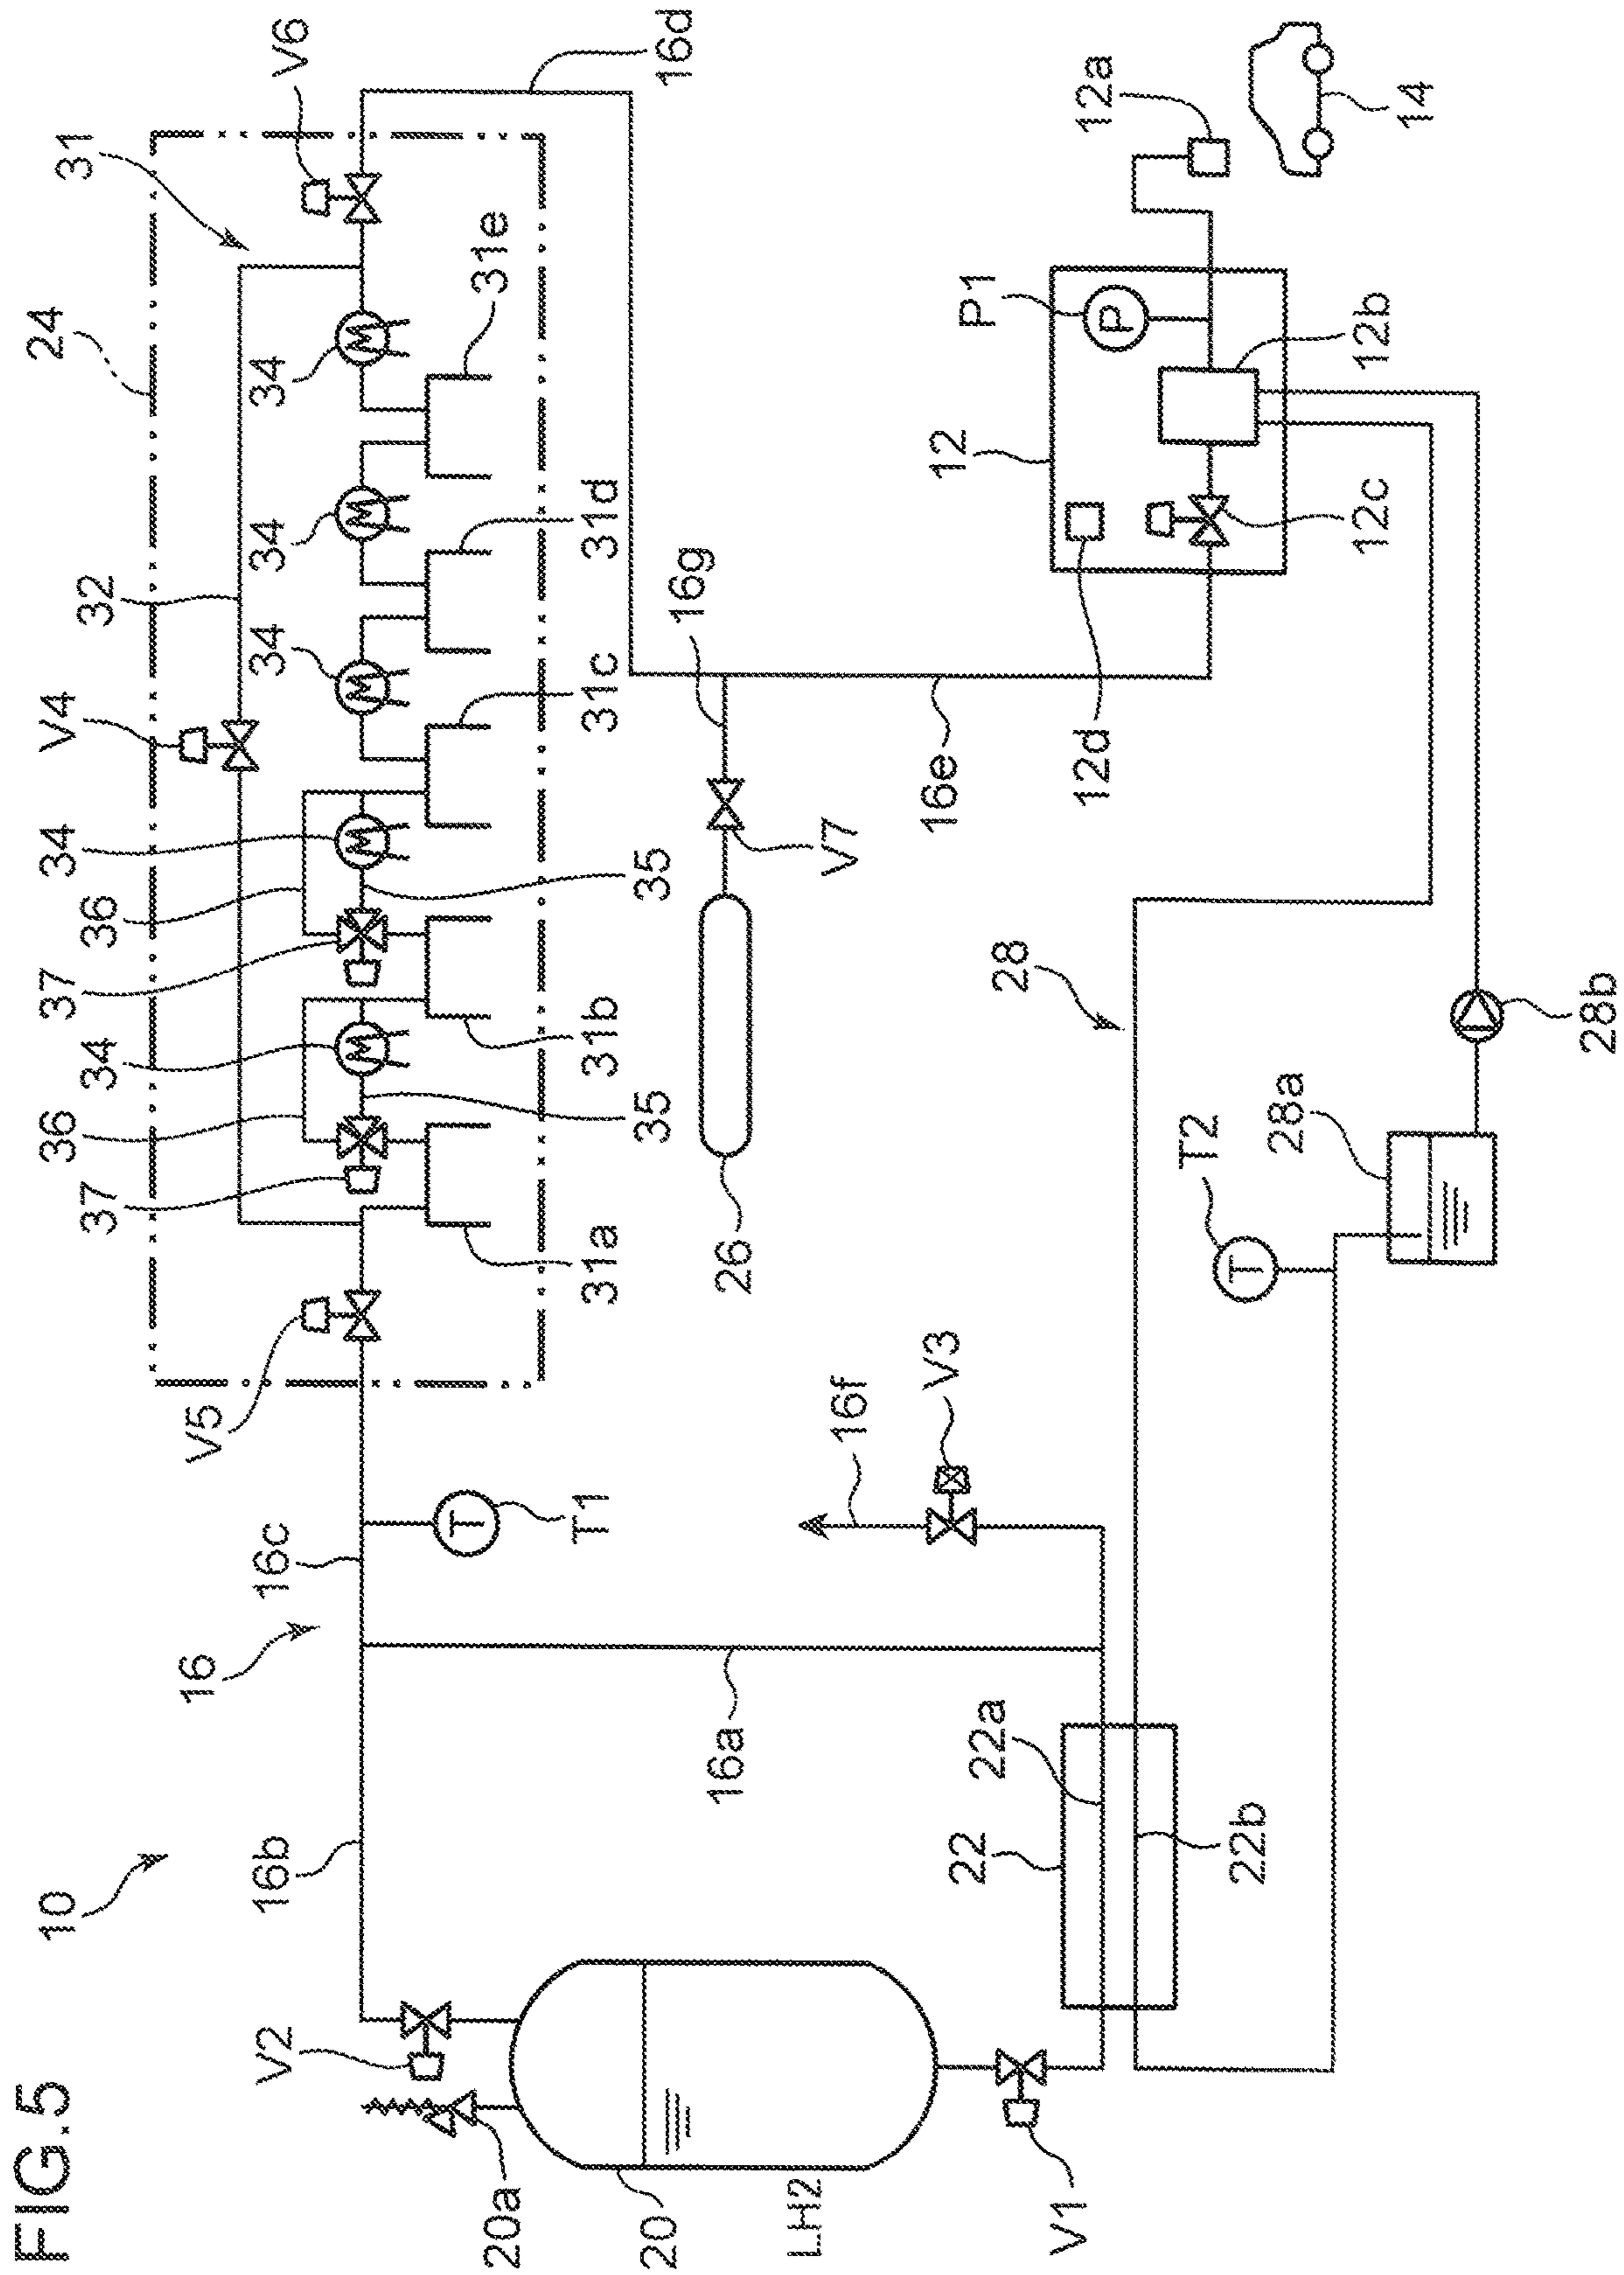 FIG.5
10
16
16b
16c
V5
24
31
V6
16d
V4
32
36
37
34
36
37
34
34
34
34
35
35
31a
31b
31c
31d
31e
T1
V2
20a
20
LH2
V1
16a
22
22a
22b
16f
V3
26
V7
16g
16e
28
T2
28a
28b
12
12d
12c
12b
P1
12a
14
T
T
P